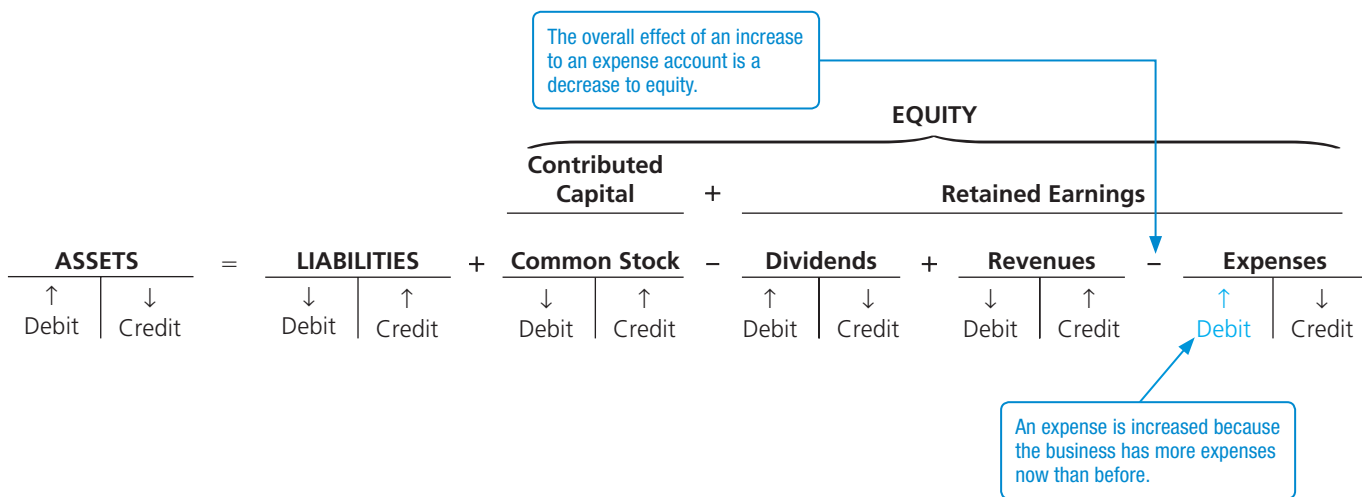 The overall effect of an increase
to an expense account is a
decrease to equity.
EQUITY
Contributed
Capital + Retained Earnings
ASSETS = LIABILITIES + Common Stock – Dividends + Revenues – Expenses
↑ ↓ ↓ ↑ ↓ ↑ ↑ ↓ ↓ ↑ ↑ ↓
Debit Credit Debit Credit Debit Credit Debit Credit Debit Credit Debit Credit
An expense is increased because
the business has more expenses
now than before.